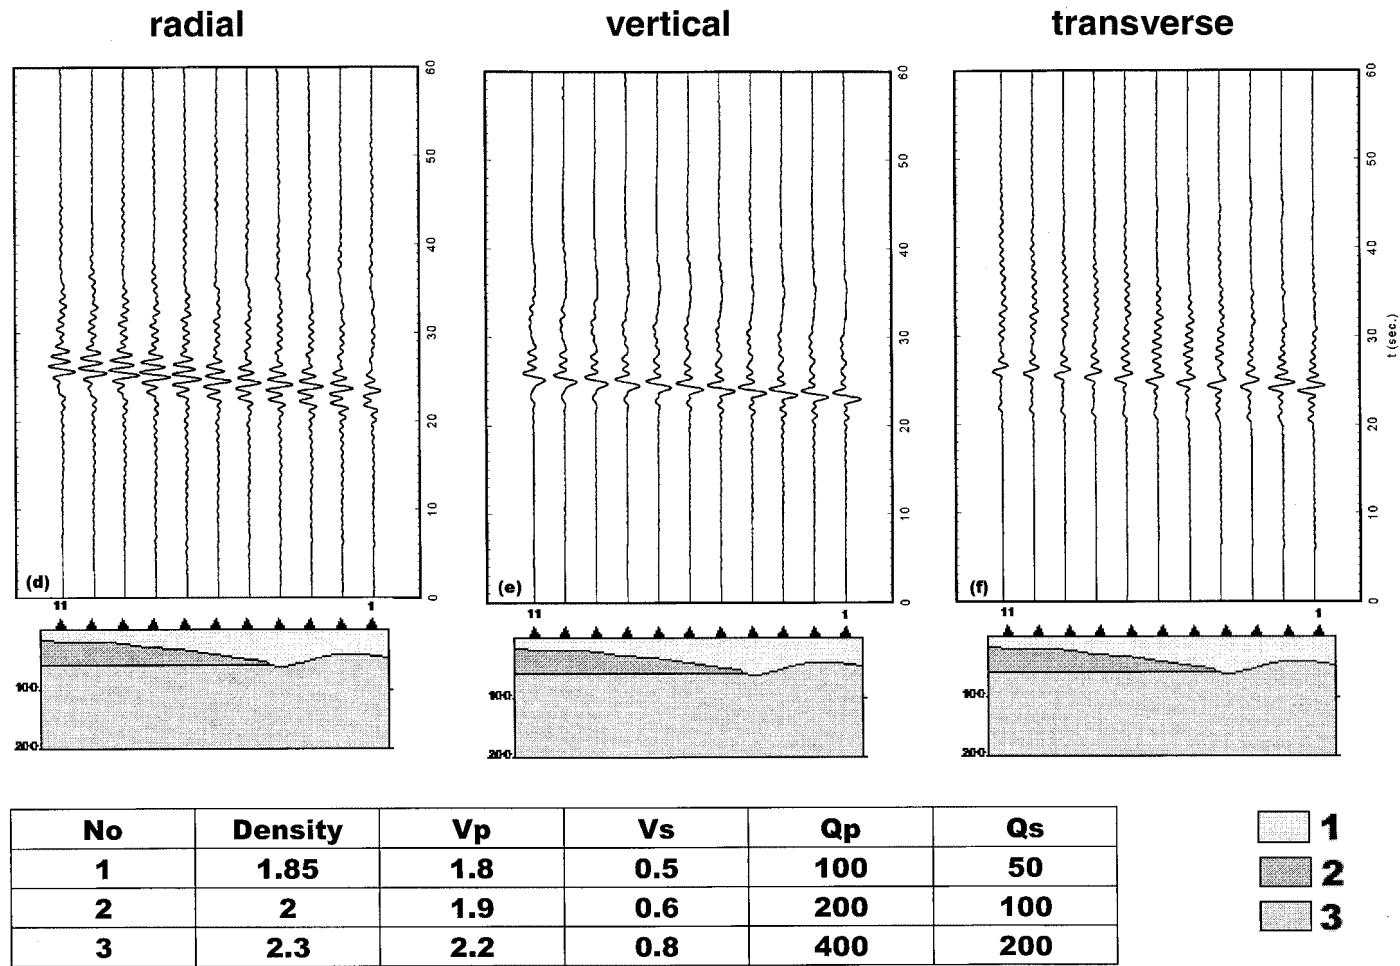 radial vertical transverse
60 60 60
50 50 50
40 40 40
30 30 30
t (sec.)
20 20 20
10 10 10
(d) (e) (f)
0 0 0
11 1 11 1 11 1
100 100 100
200 200 200
No Density Vp Vs Qp Qs
1 1.85 1.8 0.5 100 50
2 2 1.9 0.6 200 100
3 2.3 2.2 0.8 400 200
1
2
3